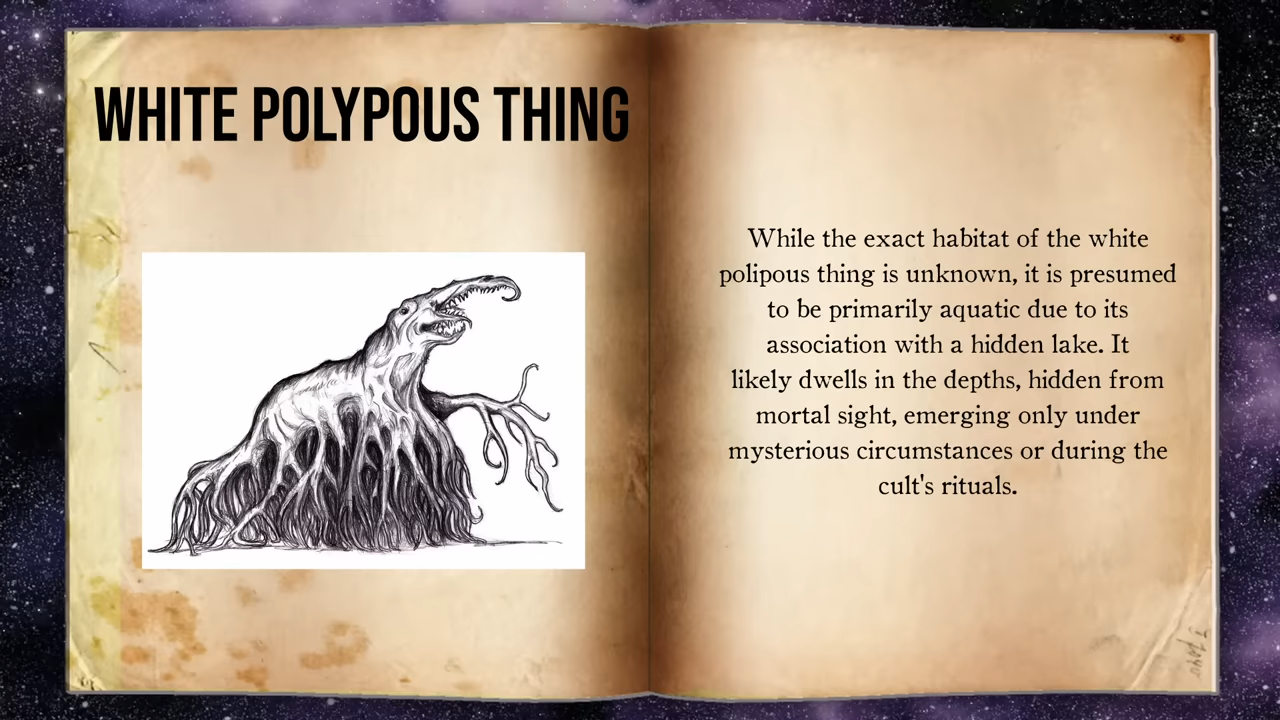 WHITE POLYPOUS THING
While the exact habitat of the white
polipous thing is unknown, it is presumed
to be primarily aquatic due to its
association with a hidden lake. It
likely dwells in the depths, hidden from
mortal sight, emerging only under
mysterious circumstances or during the
cult's rituals.